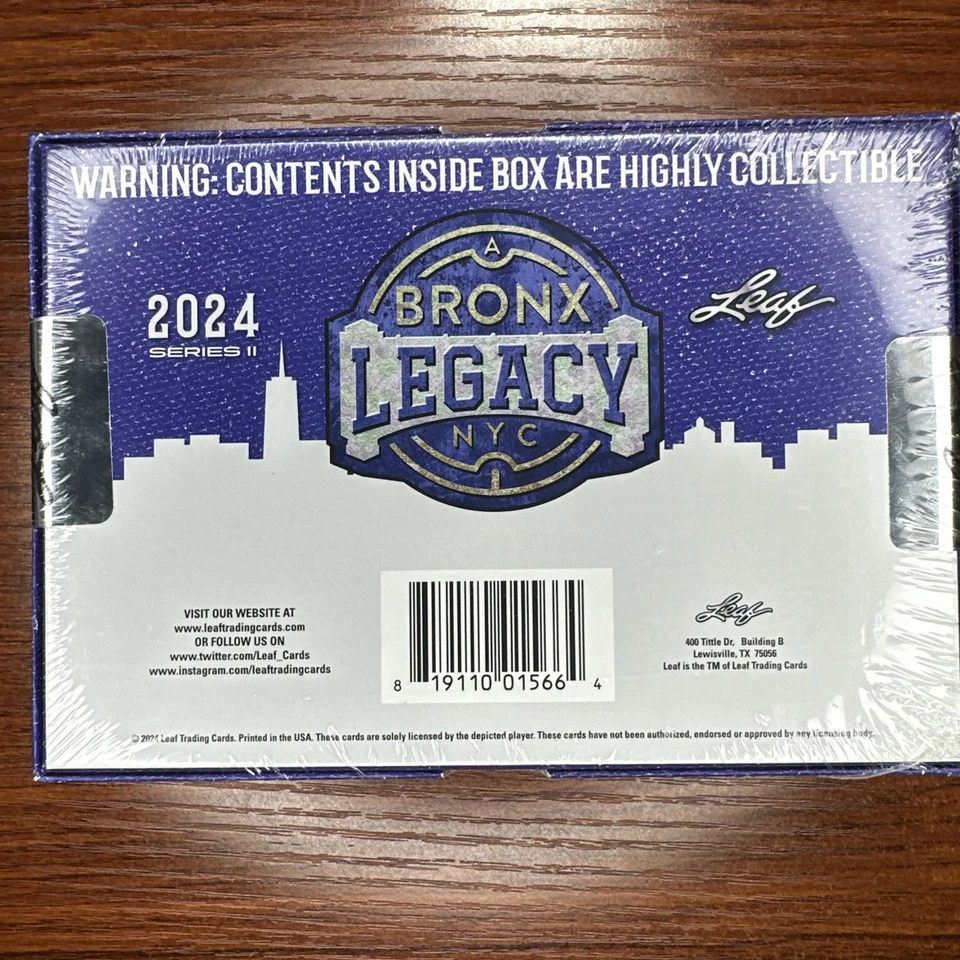 WARNING: CONTENTS INSIDE BOX ARE HIGHLY COLLECTIBLE
A
BRONX
LEGACY
NYC
2024
SERIES II
Leaf
VISIT OUR WEBSITE AT
www.leaftradingcards.com
OR FOLLOW US ON
www.twitter.com/Leaf_Cards
www.instagram.com/leaftradingcards
8 19110 01566 4
Leaf
400 Tittle Dr, Building B
Lewisville, TX 75056
Leaf is the TM of Leaf Trading Cards
© 2024 Leaf Trading Cards. Printed in the USA. These cards are solely licensed by the depicted player. These cards have not been authorized, endorsed or approved by any licensing body.